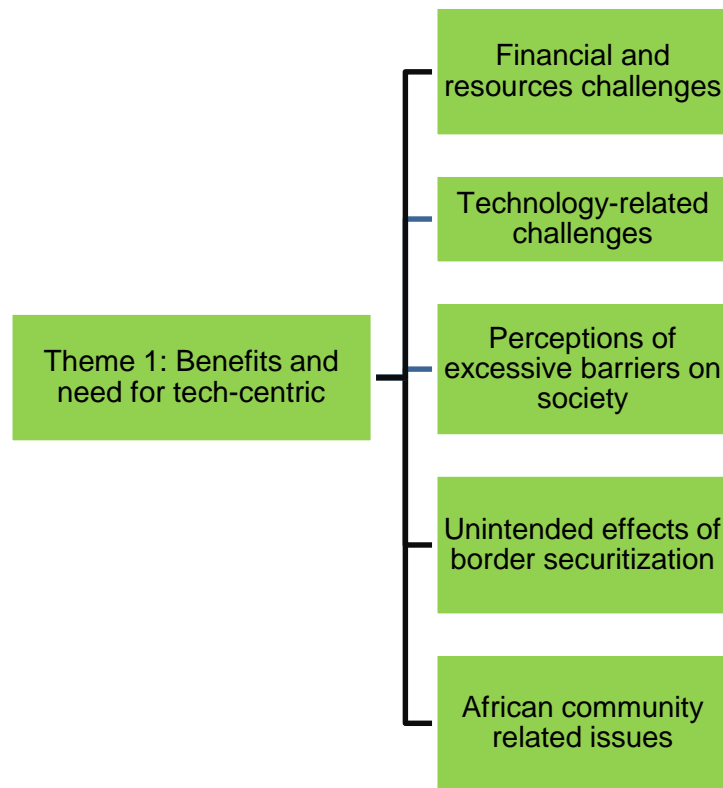 Financial and
resources challenges
Technology-related
challenges
Perceptions of
excessive barriers on
society
Theme 1: Benefits and
need for tech-centric
Unintended effects of
border securitization
African community
related issues